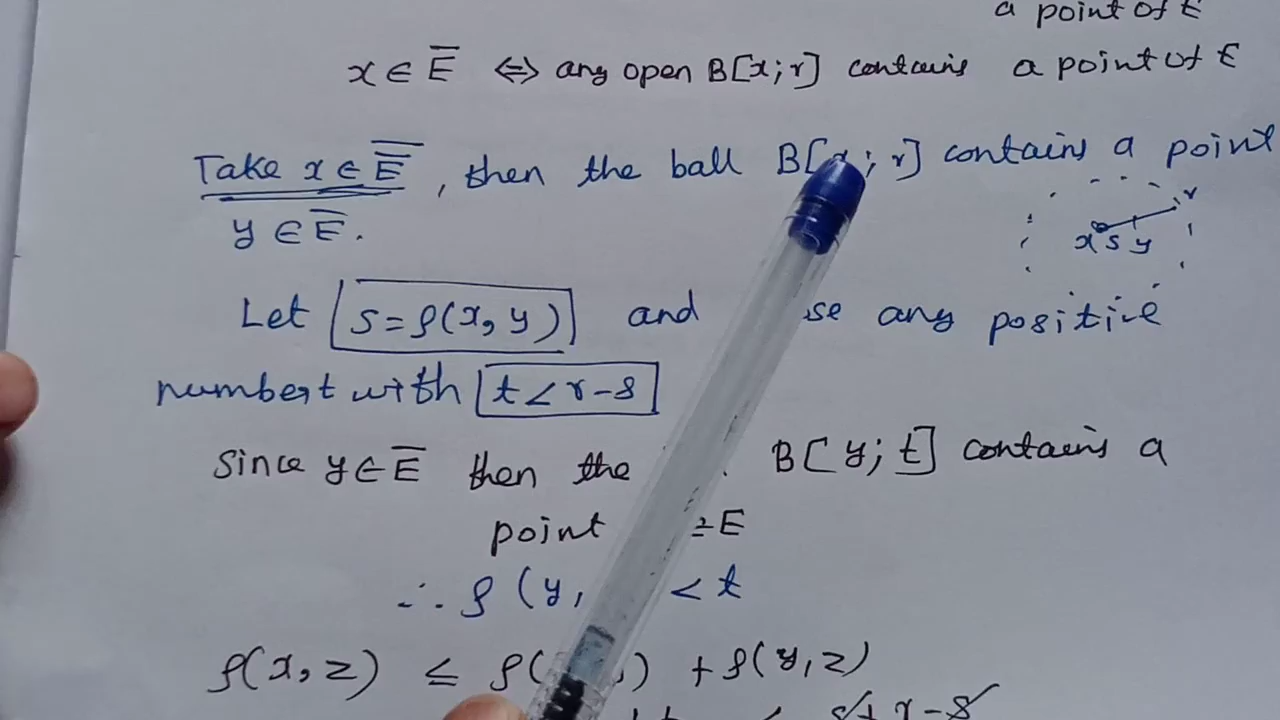 a point of E
x ∈ E̅ ⇔ any open B[x; r] contains a point of E
Take x ∈ E̿, then the ball B[x; r] contains a point
y ∈ E̅.
r
x s y
Let s = ρ(x, y) and any positive
number t with t < r - s
Since y ∈ E̅ then the B[y; t] contains a
point E
∴ ρ(y, < t
ρ(x, z) ≤ ρ( ) + ρ(y, z)